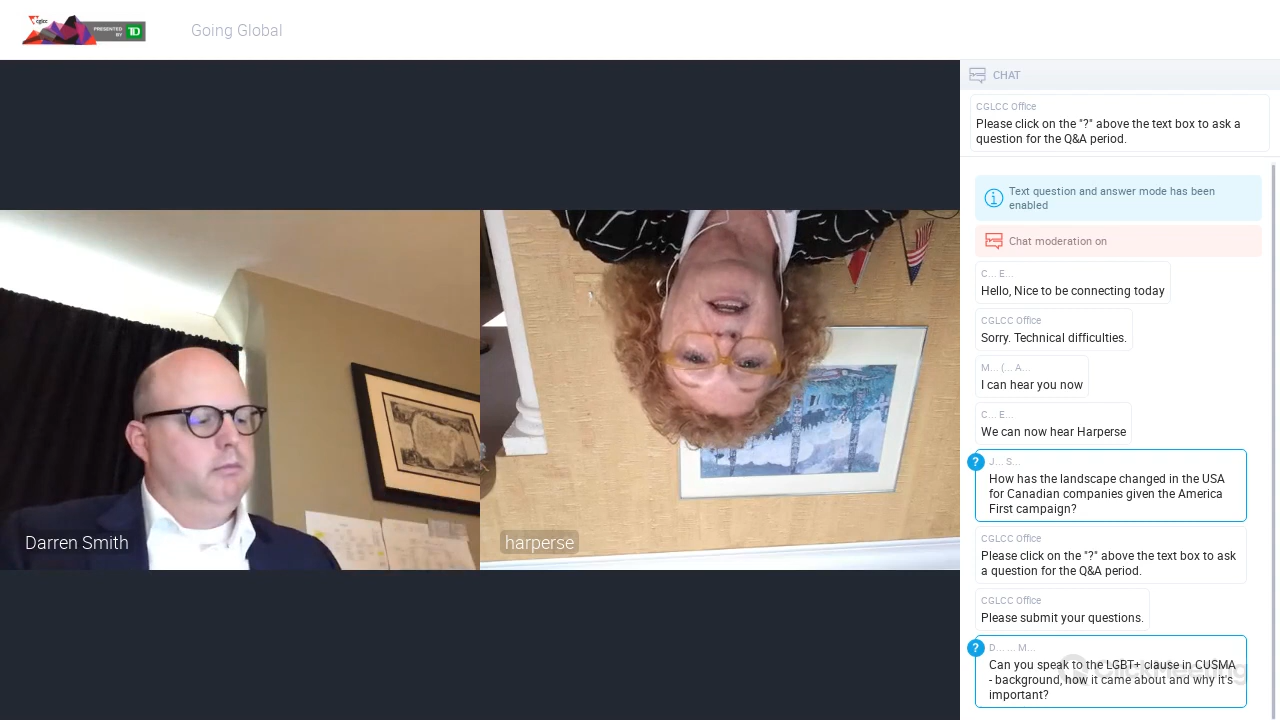 cglcc
PRESENTED
BY
TD
Going Global
CHAT
CGLCC Office
Please click on the "?" above the text box to ask a
question for the Q&A period.
Text question and answer mode has been
enabled
Chat moderation on
C... E...
Hello, Nice to be connecting today
CGLCC Office
Sorry. Technical difficulties.
M... (... A...
I can hear you now
C... E...
We can now hear Harperse
?
J... S...
How has the landscape changed in the USA
for Canadian companies given the America
First campaign?
CGLCC Office
Please click on the "?" above the text box to ask
a question for the Q&A period.
CGLCC Office
Please submit your questions.
?
D... ... M...
Can you speak to the LGBT+ clause in CUSMA
- background, how it came about and why it's
important?
Darren Smith
harperse